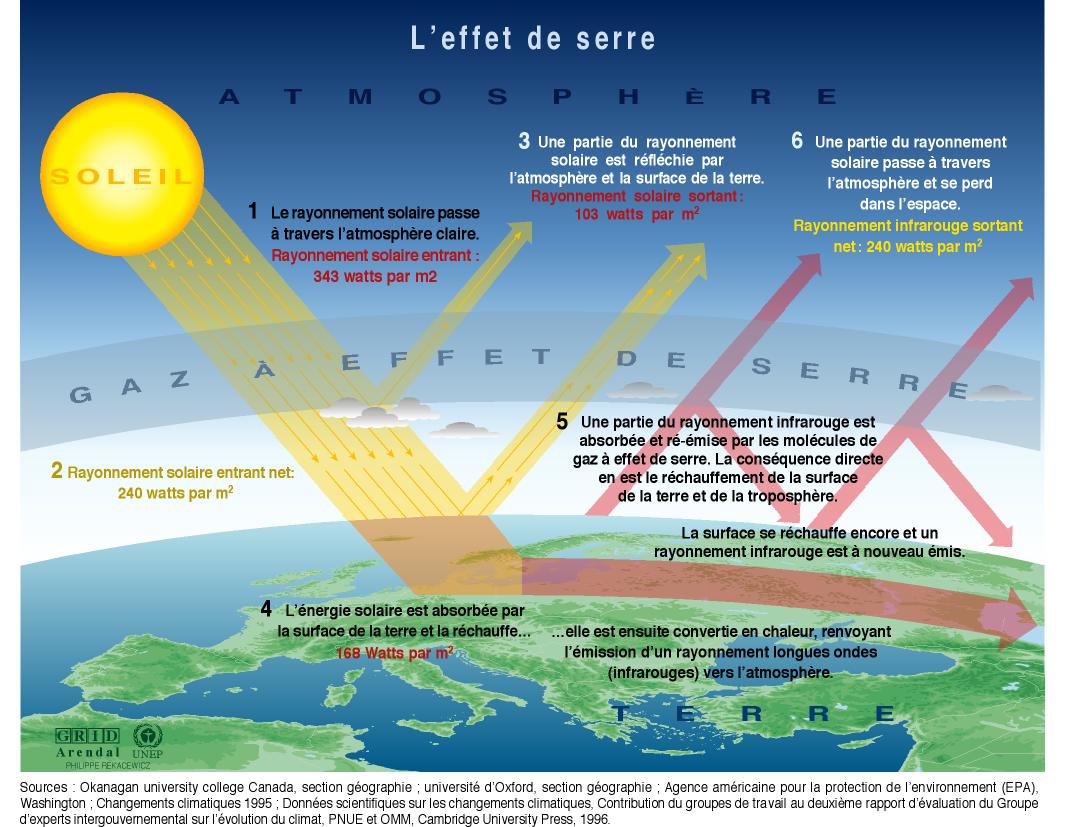 L'effet de serre
ATMOSPHÈRE
SOLEIL
1 Le rayonnement solaire passe
à travers l'atmosphère claire.
Rayonnement solaire entrant :
343 watts par m2
3 Une partie du rayonnement
solaire est réfléchie par
l'atmosphère et la surface de la terre.
Rayonnement solaire sortant :
103 watts par m²
6 Une partie du rayonnement
solaire passe à travers
l'atmosphère et se perd
dans l'espace.
Rayonnement infrarouge sortant
net : 240 watts par m²
GAZ À EFFET DE SERRE
2 Rayonnement solaire entrant net:
240 watts par m²
5 Une partie du rayonnement infrarouge est
absorbée et ré-émise par les molécules de
gaz à effet de serre. La conséquence directe
en est le réchauffement de la surface
de la terre et de la troposphère.
La surface se réchauffe encore et un
rayonnement infrarouge est à nouveau émis.
4 L'énergie solaire est absorbée par
la surface de la terre et la réchauffe...
168 Watts par m²
...elle est ensuite convertie en chaleur, renvoyant
l'émission d'un rayonnement longues ondes
(infrarouges) vers l'atmosphère.
TERRE
GRID
Arendal
UNEP
PHILIPPE REKACEWICZ
Sources : Okanagan university college Canada, section géographie ; université d'Oxford, section géographie ; Agence américaine pour la protection de l'environnement (EPA),
Washington ; Changements climatiques 1995 ; Données scientifiques sur les changements climatiques, Contribution du groupes de travail au deuxième rapport d'évaluation du Groupe
d'experts intergouvernemental sur l'évolution du climat, PNUE et OMM, Cambridge University Press, 1996.